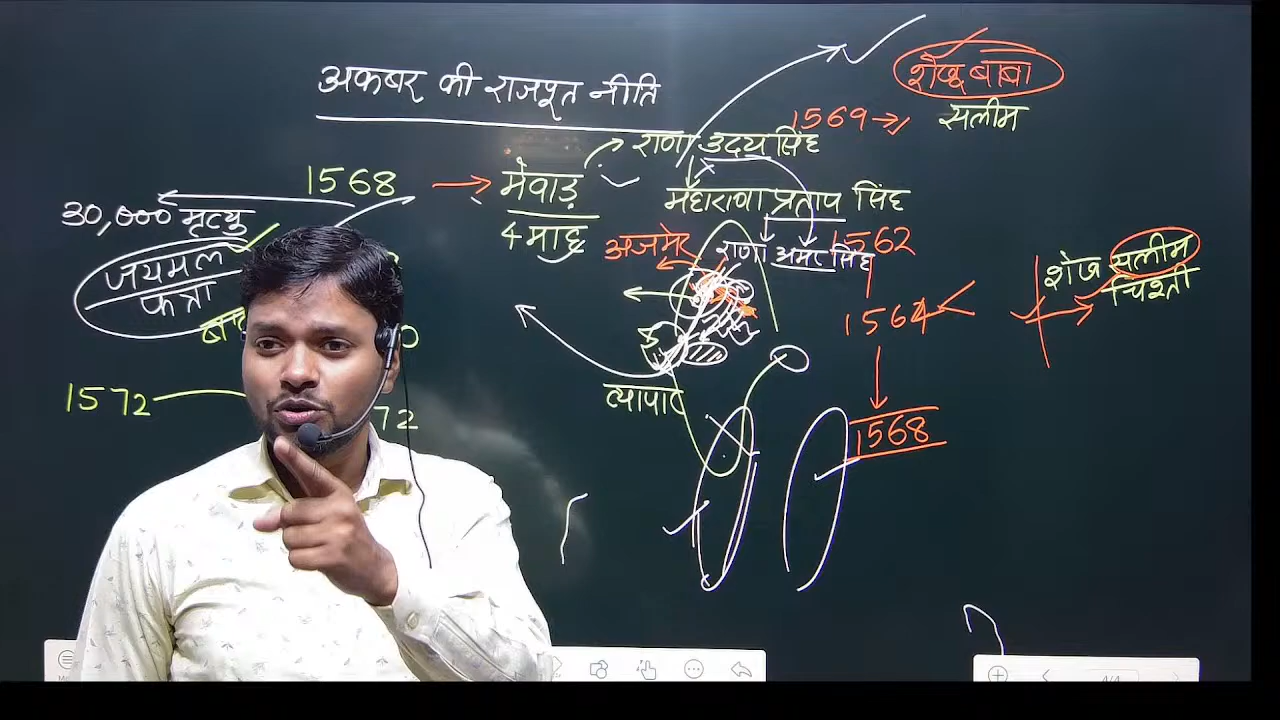 अकबर की राजपूत नीति
शेखू बाबा
1569
सलीम
राणा उदय सिंह
1568
मेवाड़
4 माह
महाराणा प्रताप सिंह
30,000 मृत्यु
जयमल
फत्ता
अजमेर
राणा अमर सिंह
1562
शेख सलीम
चिश्ती
1564
1572
72
व्यापार
1568